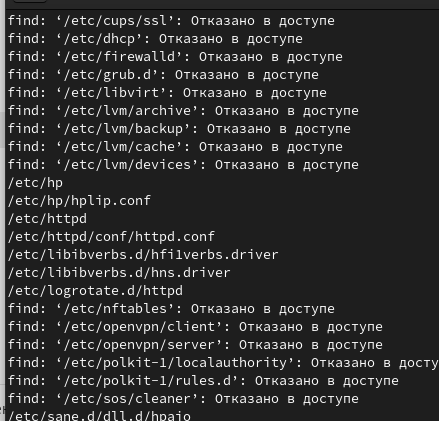 find: ‘/etc/cups/ssl’: Отказано в доступе
find: ‘/etc/dhcp’: Отказано в доступе
find: ‘/etc/firewalld’: Отказано в доступе
find: ‘/etc/grub.d’: Отказано в доступе
find: ‘/etc/libvirt’: Отказано в доступе
find: ‘/etc/lvm/archive’: Отказано в доступе
find: ‘/etc/lvm/backup’: Отказано в доступе
find: ‘/etc/lvm/cache’: Отказано в доступе
find: ‘/etc/lvm/devices’: Отказано в доступе
/etc/hp
/etc/hp/hplip.conf
/etc/httpd
/etc/httpd/conf/httpd.conf
/etc/libibverbs.d/hfi1verbs.driver
/etc/libibverbs.d/hns.driver
/etc/logrotate.d/httpd
find: ‘/etc/nftables’: Отказано в доступе
find: ‘/etc/openvpn/client’: Отказано в доступе
find: ‘/etc/openvpn/server’: Отказано в доступе
find: ‘/etc/polkit-1/localauthority’: Отказано в досту
find: ‘/etc/polkit-1/rules.d’: Отказано в доступе
find: ‘/etc/sos/cleaner’: Отказано в доступе
/etc/sane.d/dll.d/hpaio